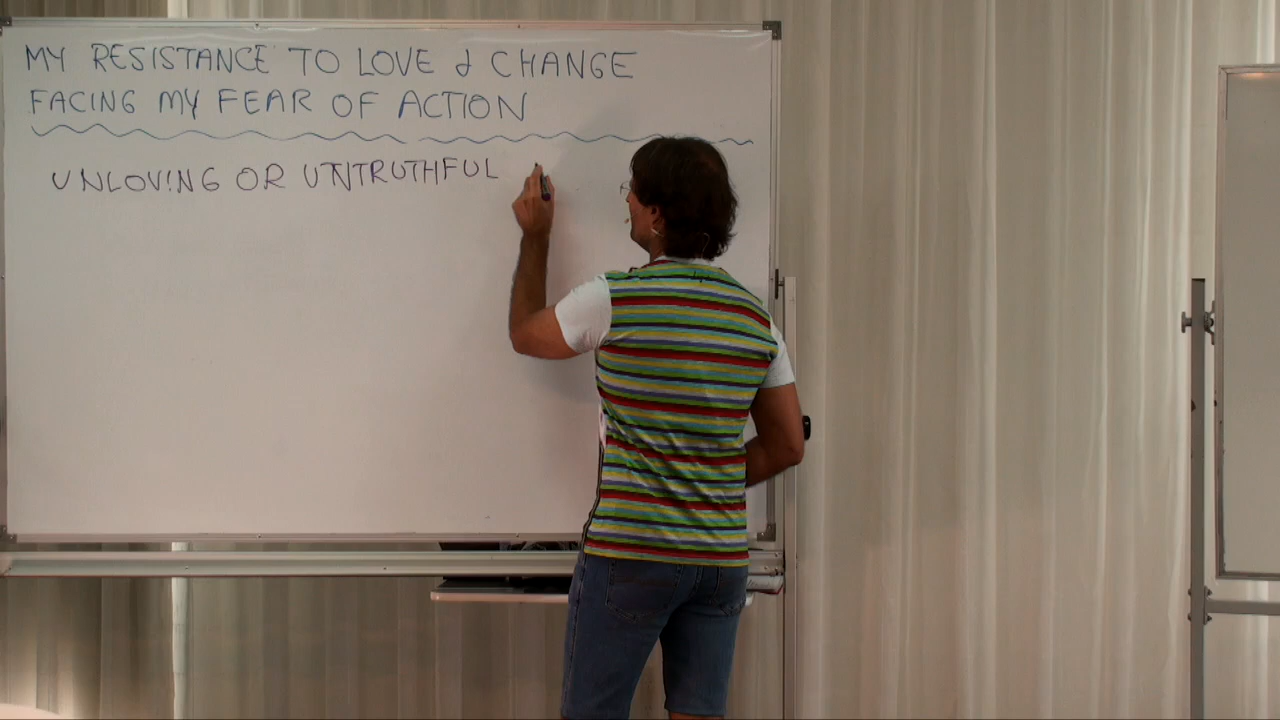 MY RESISTANCE TO LOVE & CHANGE
FACING MY FEAR OF ACTION
UNLOVING OR UNTRUTHFUL